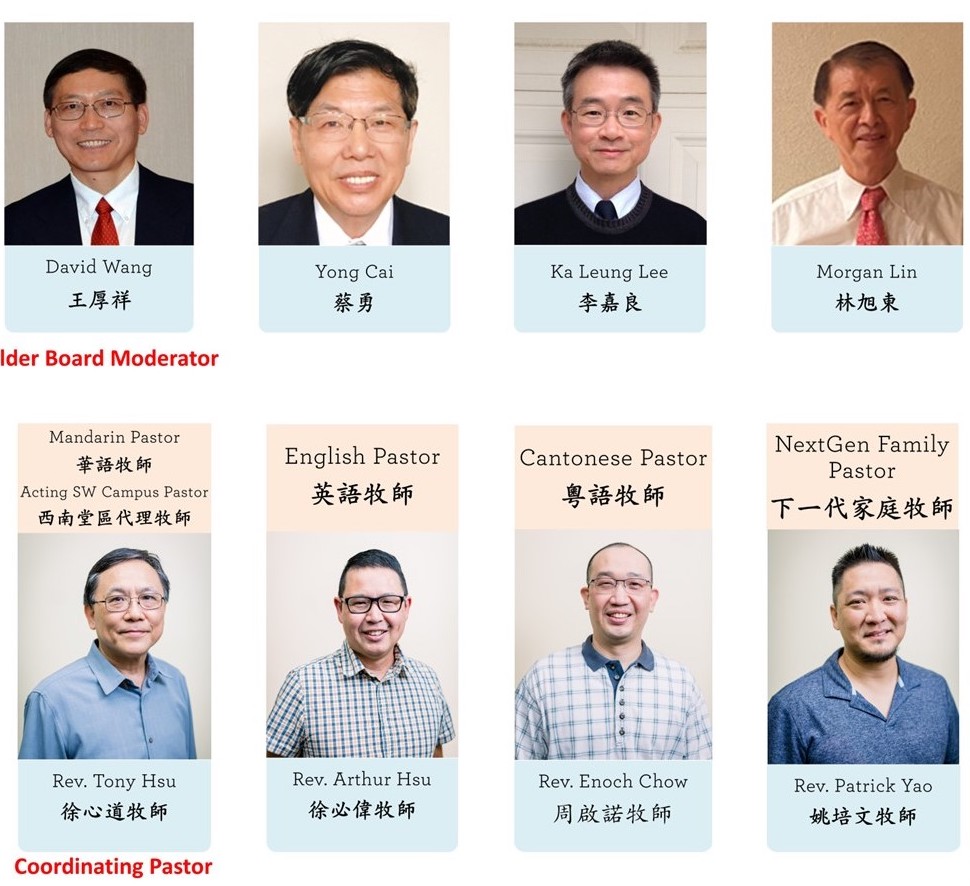 David Wang
王厚祥
Yong Cai
蔡勇
Ka Leung Lee
李嘉良
Morgan Lin
林旭東
lder Board Moderator
Mandarin Pastor
華語牧師
Acting SW Campus Pastor
西南堂區代理牧師
English Pastor
英語牧師
Cantonese Pastor
粵語牧師
NextGen Family
Pastor
下一代家庭牧師
Rev. Tony Hsu
徐心道牧師
Rev. Arthur Hsu
徐必偉牧師
Rev. Enoch Chow
周啟諾牧師
Rev. Patrick Yao
姚培文牧師
Coordinating Pastor